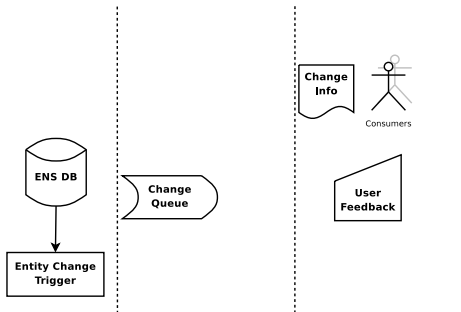 Change
Info
Consumers
ENS DB
Change
Queue
User
Feedback
Entity Change
Trigger